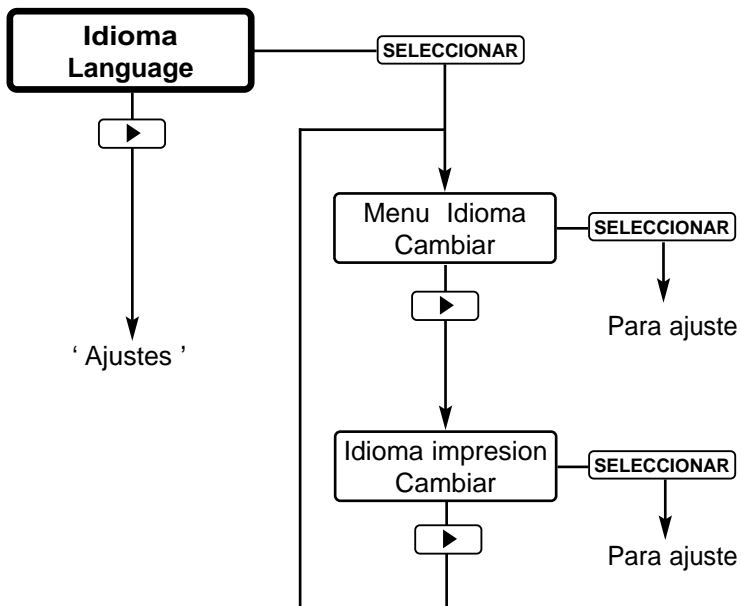 Idioma
Language
SELECCIONAR
Menu Idioma
Cambiar
SELECCIONAR
Para ajuste
‘ Ajustes ’
Idioma impresion
Cambiar
SELECCIONAR
Para ajuste